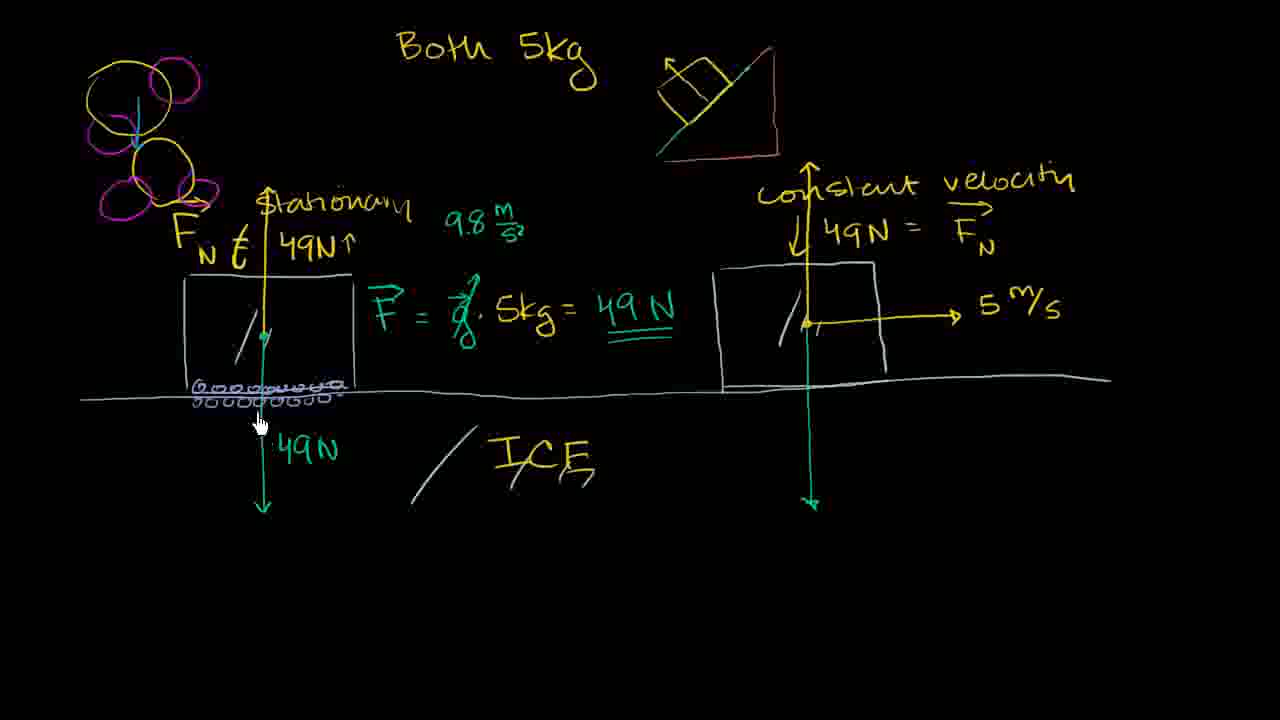 Both 5kg
constant velocity
Stationary
9.8 m/s²
F_N
49N↑
49N = F_N
F = g · 5kg = 49 N
5 m/s
49N
ICE